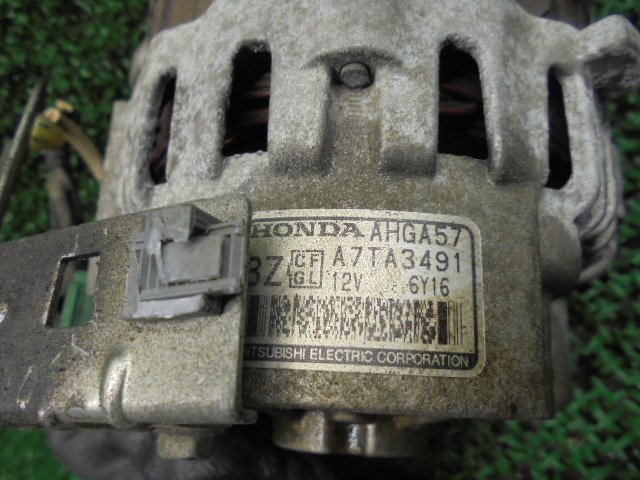 HONDA AHGA57
3Z CF GL A7TA3491
12V 6Y16
MITSUBISHI ELECTRIC CORPORATION